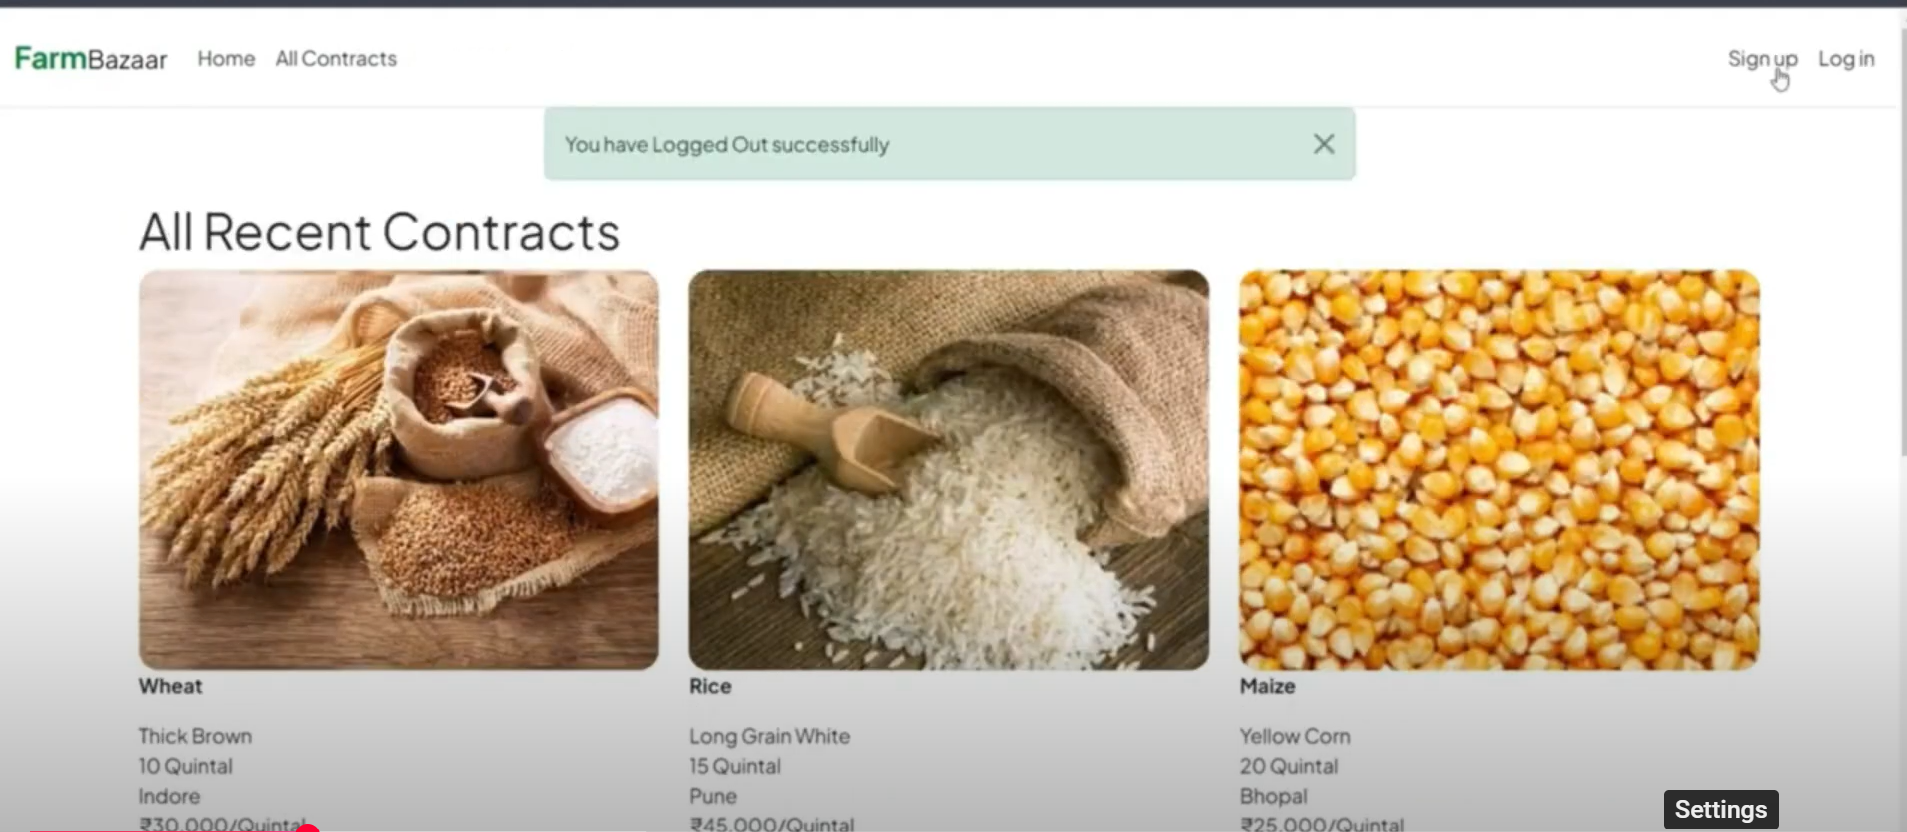 FarmBazaar Home All Contracts Sign up Log in
You have Logged Out successfully
All Recent Contracts
Wheat
Thick Brown
10 Quintal
Indore
₹30,000/Quintal
Rice
Long Grain White
15 Quintal
Pune
₹45,000/Quintal
Maize
Yellow Corn
20 Quintal
Bhopal
₹25,000/Quintal
Settings